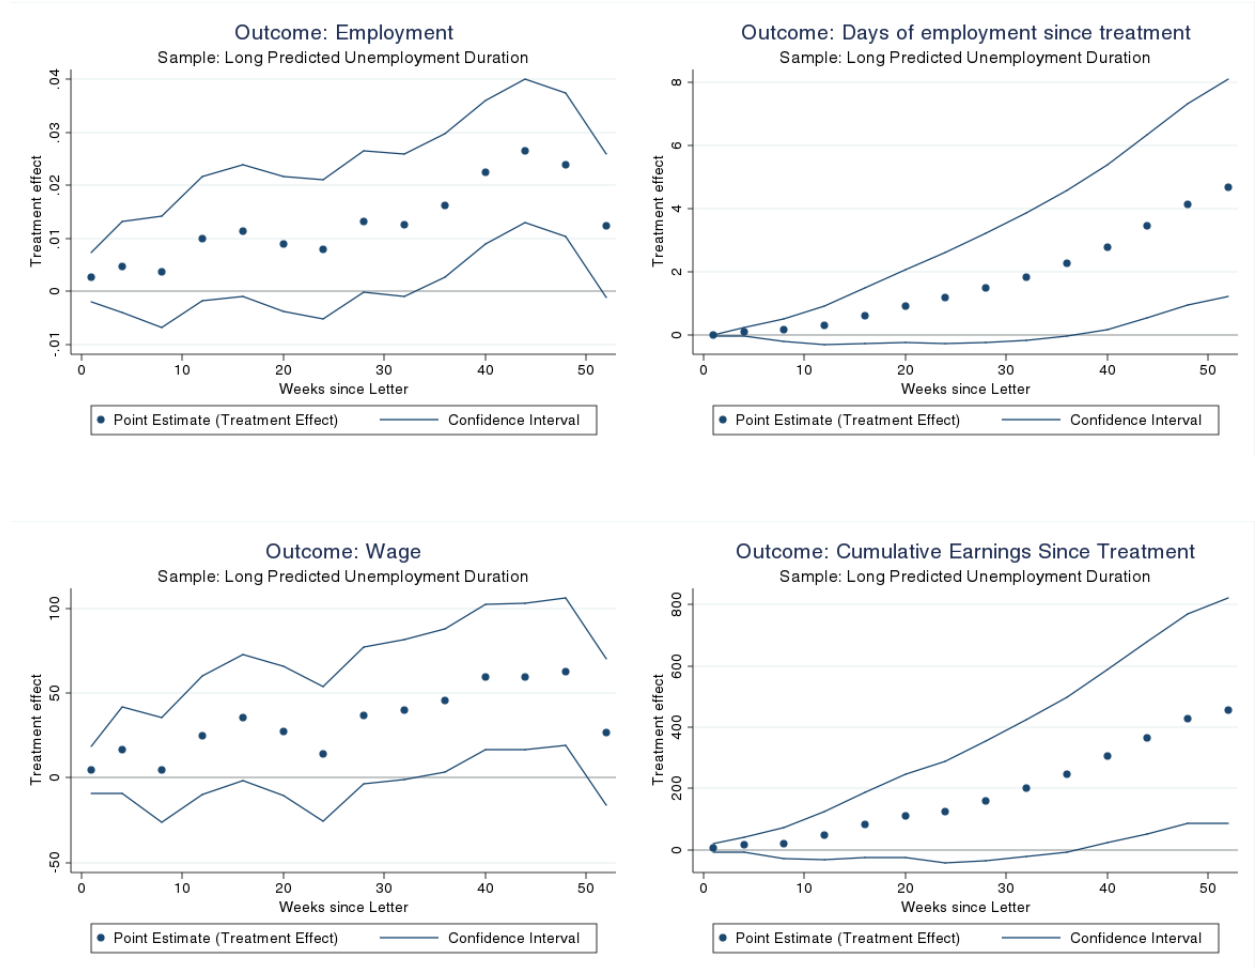 Outcome: Employment
Sample: Long Predicted Unemployment Duration
Treatment effect
.04
.03
.02
.01
0
-.01
0 10 20 30 40 50
Weeks since Letter
Point Estimate (Treatment Effect) Confidence Interval
Outcome: Days of employment since treatment
Sample: Long Predicted Unemployment Duration
Treatment effect
8
6
4
2
0
0 10 20 30 40 50
Weeks since Letter
Point Estimate (Treatment Effect) Confidence Interval
Outcome: Wage
Sample: Long Predicted Unemployment Duration
Treatment effect
100
50
0
-50
0 10 20 30 40 50
Weeks since Letter
Point Estimate (Treatment Effect) Confidence Interval
Outcome: Cumulative Earnings Since Treatment
Sample: Long Predicted Unemployment Duration
Treatment effect
800
600
400
200
0
0 10 20 30 40 50
Weeks since Letter
Point Estimate (Treatment Effect) Confidence Interval